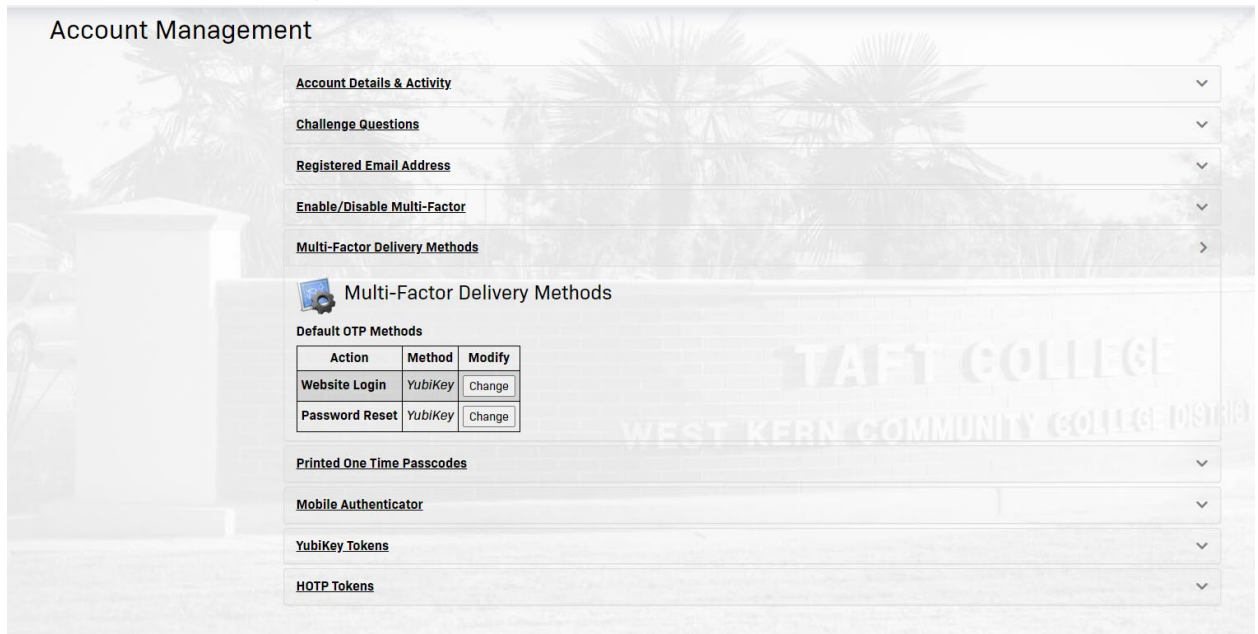 Account Management
Account Details & Activity
Challenge Questions
Registered Email Address
Enable/Disable Multi-Factor
Multi-Factor Delivery Methods
Multi-Factor Delivery Methods
Default OTP Methods
Action Method Modify
Website Login YubiKey Change
Password Reset YubiKey Change
TAFT COLLEGE
WEST KERN COMMUNITY COLLEGE DISTRICT
Printed One Time Passcodes
Mobile Authenticator
YubiKey Tokens
HOTP Tokens